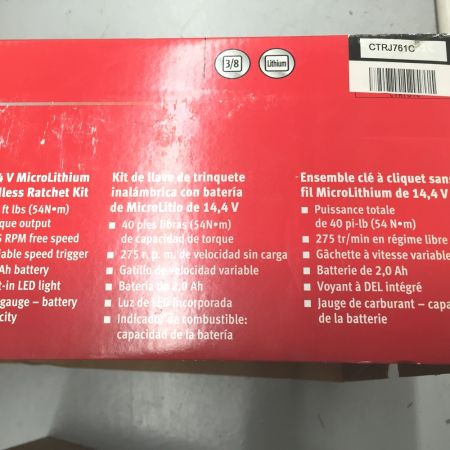 3/8
Lithium
CTRJ761C
4 V MicroLithium
less Ratchet Kit
ft lbs (54N•m)
que output
RPM free speed
iable speed trigger
Ah battery
t-in LED light
gauge – battery
city
Kit de llave de trinquete
inalámbrica con batería
de MicroLitio de 14,4 V
■ 40 pies libras (54N•m)
de capacidad de torque
■ 275 r. p. m. de velocidad sin carga
■ Gatillo de velocidad variable
■ Batería de 2,0 Ah
■ Luz de LED incorporada
■ Indicador de combustible:
capacidad de la batería
Ensemble clé à cliquet sans
fil MicroLithium de 14,4 V
■ Puissance totale
de 40 pi-lb (54 N•m)
■ 275 tr/min en régime libre
■ Gâchette à vitesse variable
■ Batterie de 2,0 Ah
■ Voyant à DEL intégré
■ Jauge de carburant – capa
de la batterie